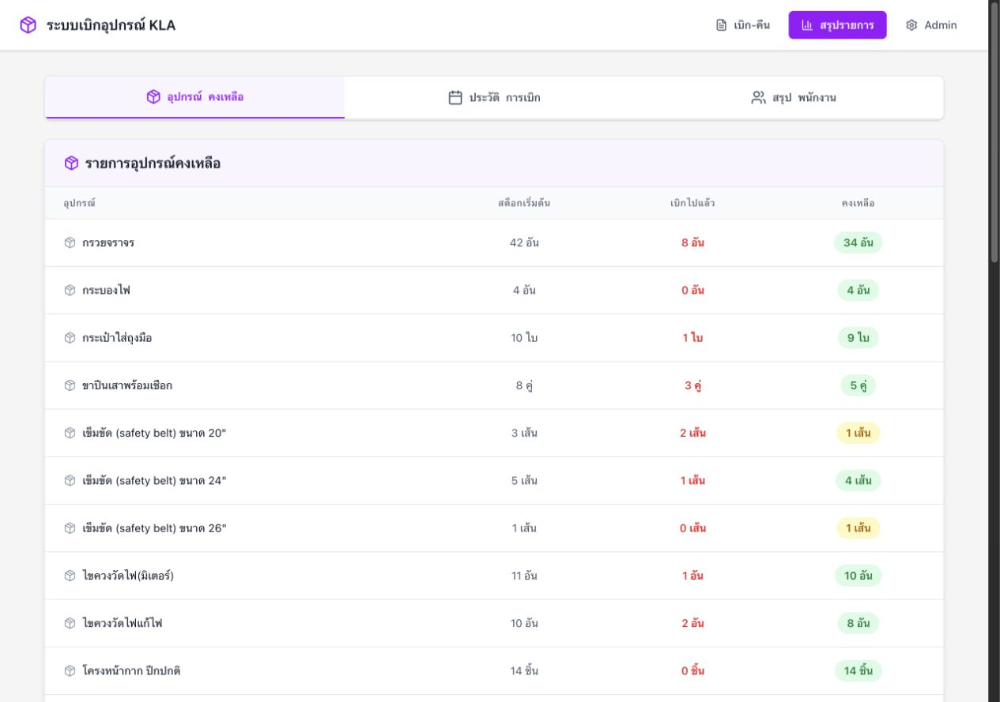 ระบบเบิกอุปกรณ์ KLA
เบิก-คืน
สรุปรายการ
Admin
อุปกรณ์ คงเหลือ
ประวัติ การเบิก
สรุป พนักงาน
รายการอุปกรณ์คงเหลือ
อุปกรณ์ สต็อกเริ่มต้น เบิกไปแล้ว คงเหลือ
กรวยจราจร 42 อัน 8 อัน 34 อัน
กระบองไฟ 4 อัน 0 อัน 4 อัน
กระเป๋าใส่ถุงมือ 10 ใบ 1 ใบ 9 ใบ
ขาปีนเสาพร้อมเชือก 8 คู่ 3 คู่ 5 คู่
เข็มขัด (safety belt) ขนาด 20" 3 เส้น 2 เส้น 1 เส้น
เข็มขัด (safety belt) ขนาด 24" 5 เส้น 1 เส้น 4 เส้น
เข็มขัด (safety belt) ขนาด 26" 1 เส้น 0 เส้น 1 เส้น
ไขควงวัดไฟ(มิเตอร์) 11 อัน 1 อัน 10 อัน
ไขควงวัดไฟแก้ไฟ 10 อัน 2 อัน 8 อัน
โครงหน้ากาก ปีกปกติ 14 ชิ้น 0 ชิ้น 14 ชิ้น